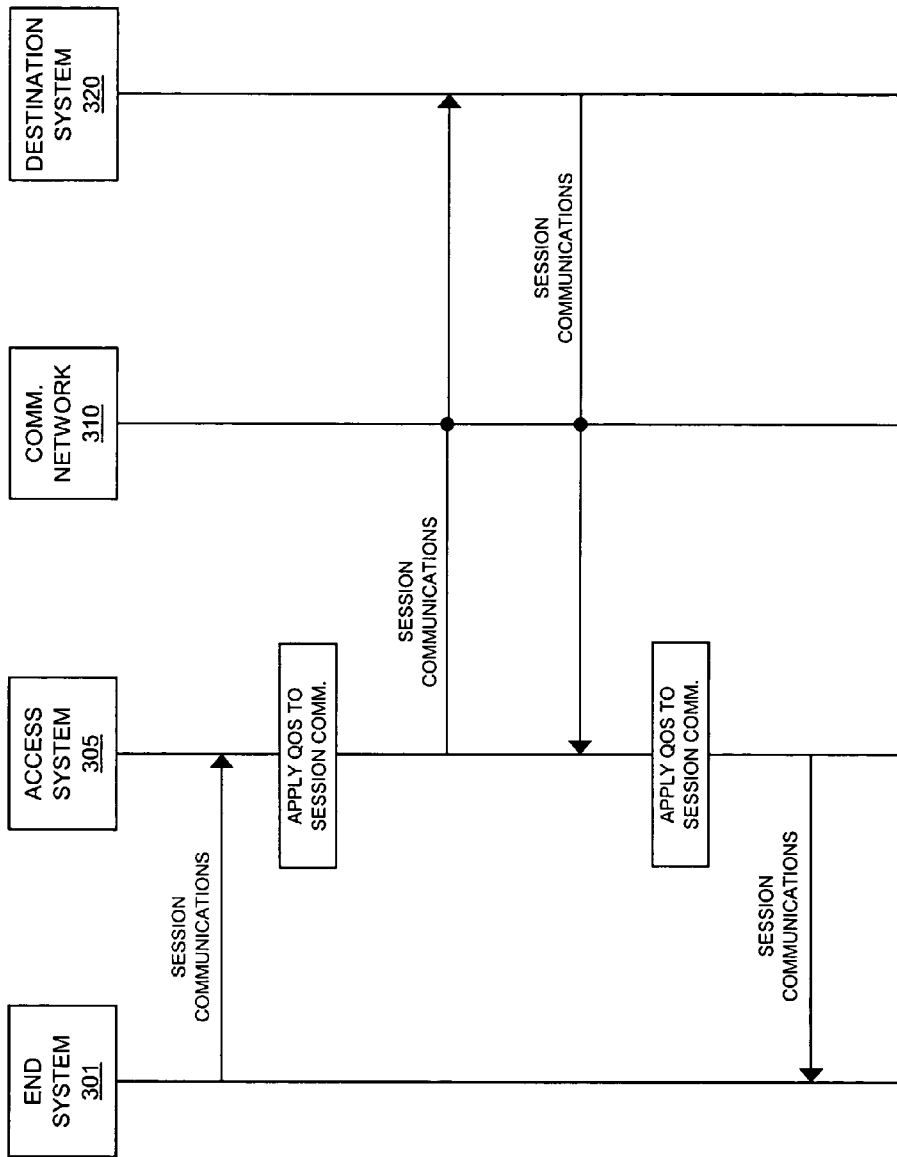 END
SYSTEM
301
ACCESS
SYSTEM
305
COMM.
NETWORK
310
DESTINATION
SYSTEM
320
SESSION
COMMUNICATIONS
APPLY QOS TO
SESSION COMM.
SESSION
COMMUNICATIONS
SESSION
COMMUNICATIONS
APPLY QOS TO
SESSION COMM.
SESSION
COMMUNICATIONS